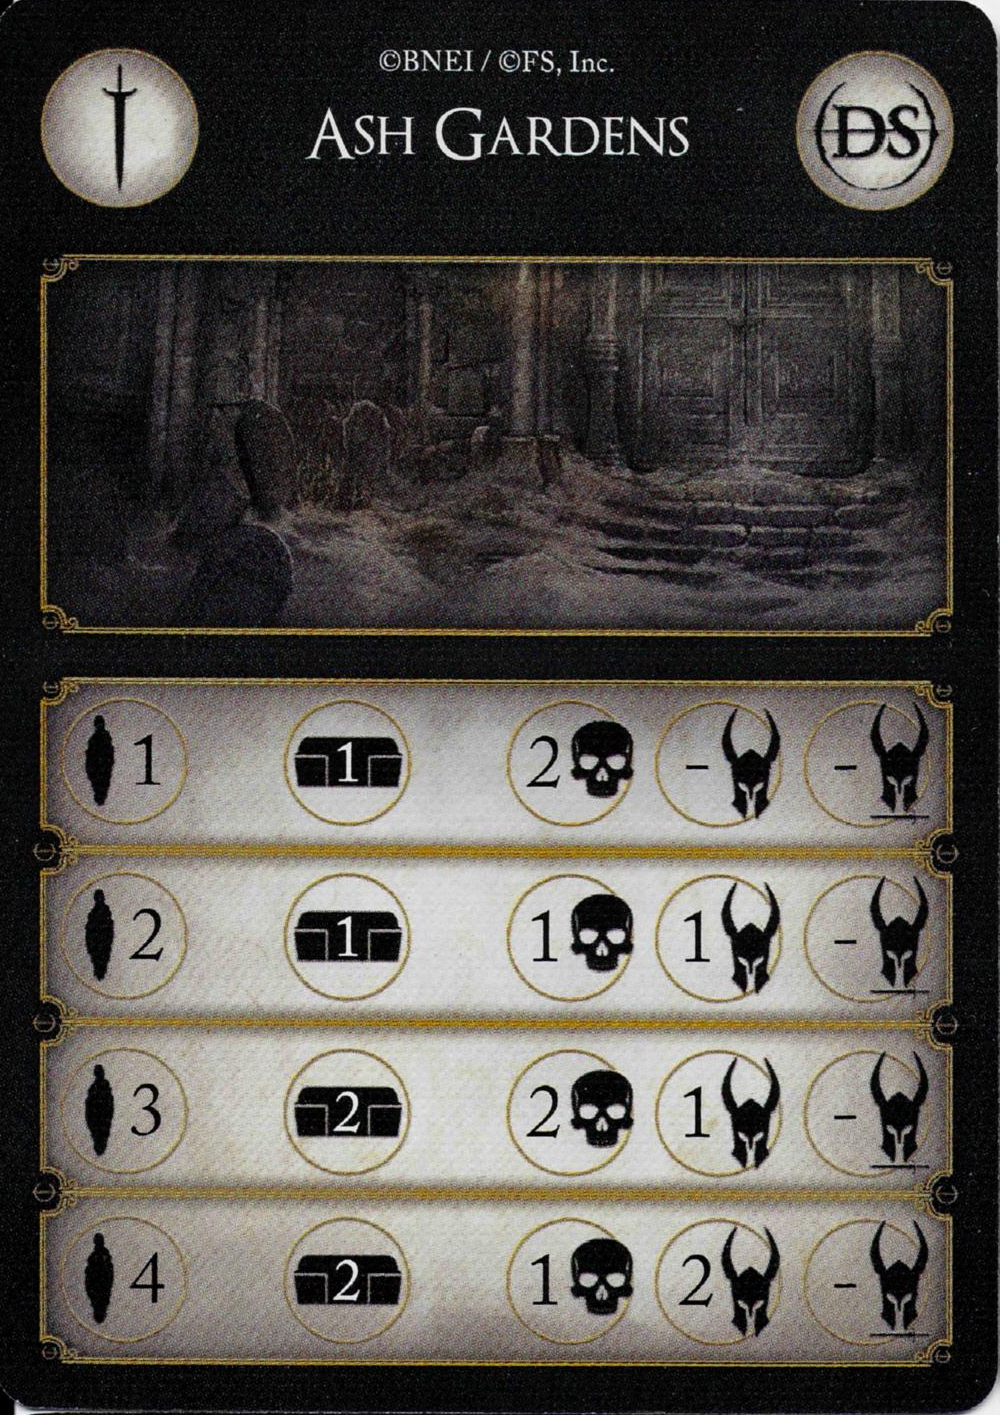 ©BNEI / ©FS, Inc.
ASH GARDENS
DS
1 1 2 - -
2 1 1 1 -
3 2 2 1 -
4 2 1 2 -